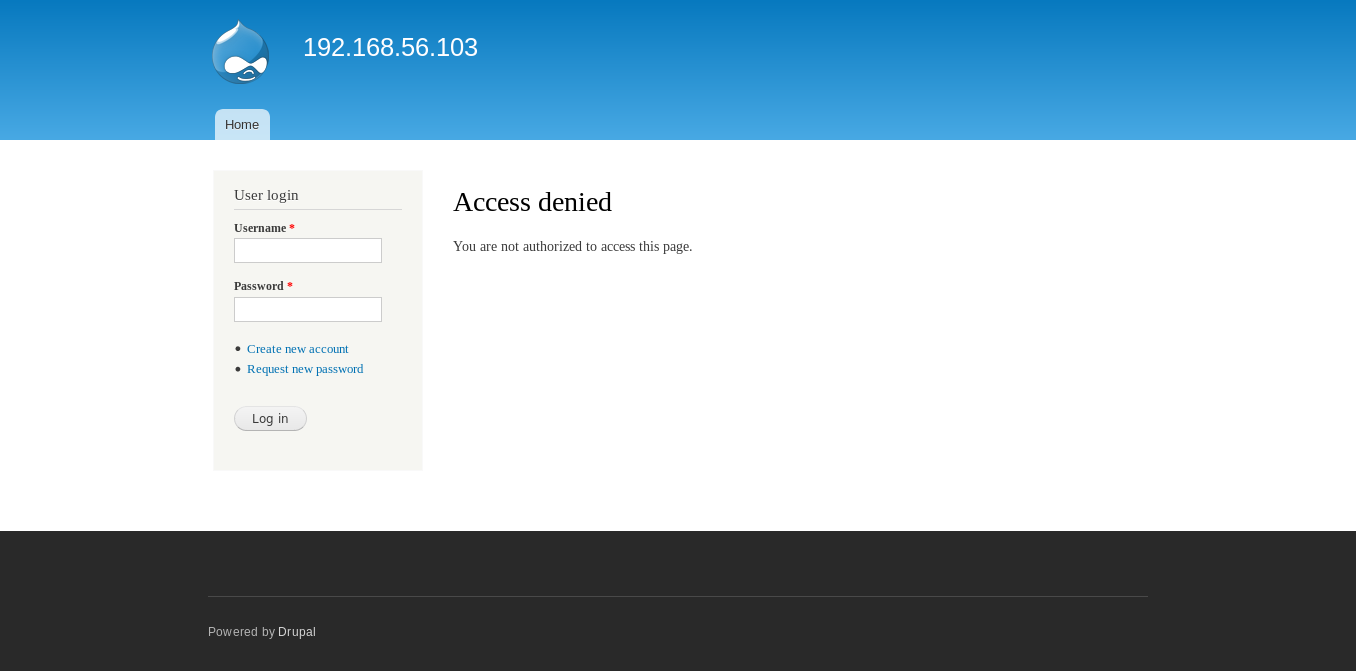 192.168.56.103
Home
User login
Username *
Password *
Create new account
Request new password
Log in
Access denied
You are not authorized to access this page.
Powered by Drupal